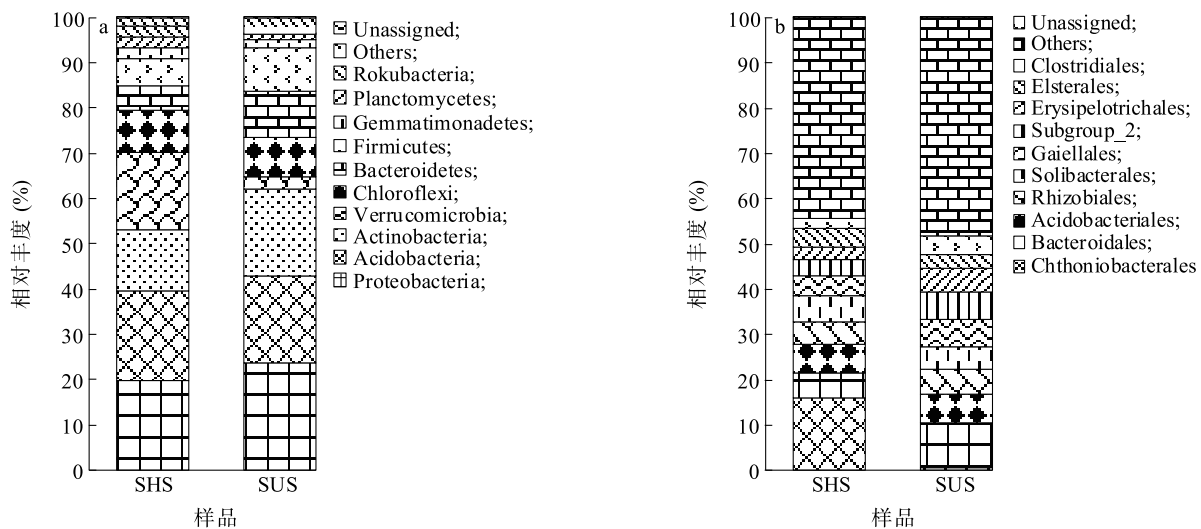 a
100
90
80
70
60
50
40
30
20
10
0
相对丰度 (%)
SHS
SUS
样品
Unassigned;
Others;
Rokubacteria;
Planctomycetes;
Gemmatimonadetes;
Firmicutes;
Bacteroidetes;
Chloroflexi;
Verrucomicrobia;
Actinobacteria;
Acidobacteria;
Proteobacteria;
b
100
90
80
70
60
50
40
30
20
10
0
相对丰度 (%)
SHS
SUS
样品
Unassigned;
Others;
Clostridiales;
Elsterales;
Erysipelotrichales;
Subgroup_2;
Gaiellales;
Solibacterales;
Rhizobiales;
Acidobacteriales;
Bacteroidales;
Chthoniobacterales